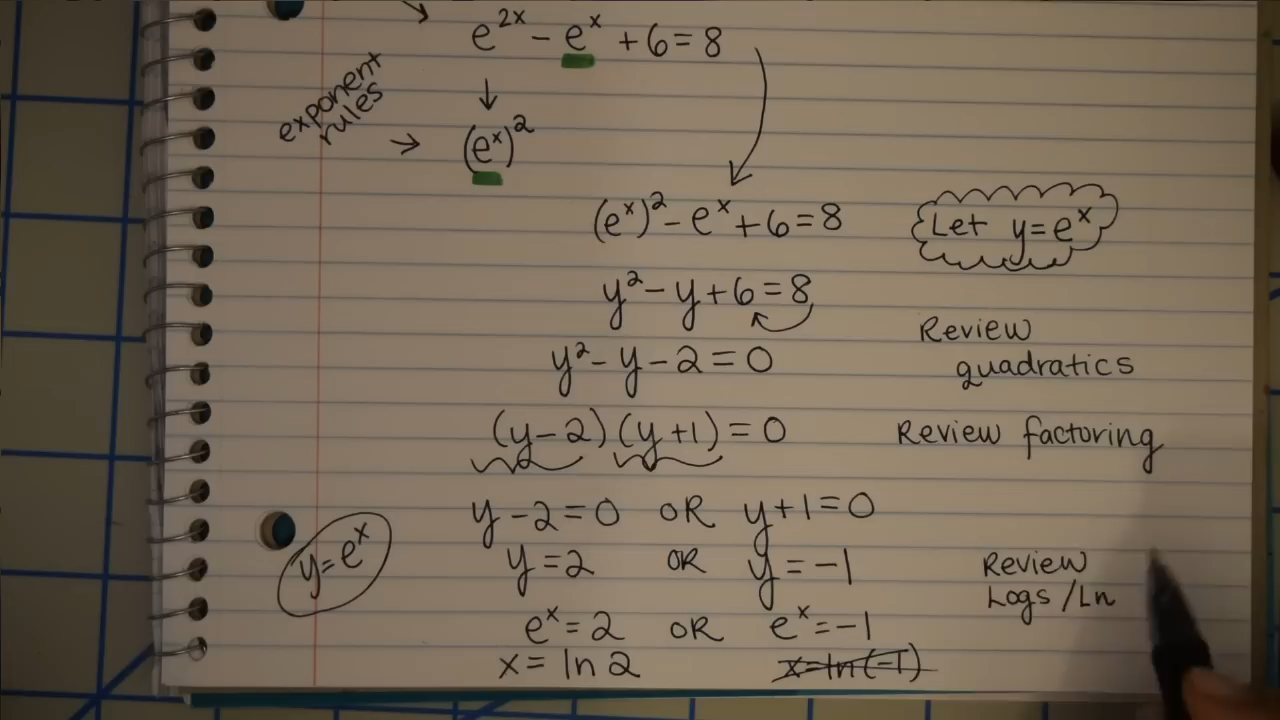 e^{2x} - e^x + 6 = 8
exponent
rules
→ (e^x)^2
(e^x)^2 - e^x + 6 = 8
Let y = e^x
y^2 - y + 6 = 8
Review
quadratics
y^2 - y - 2 = 0
(y - 2)(y + 1) = 0
Review factoring
y - 2 = 0 OR y + 1 = 0
y = e^x
y = 2 OR y = -1
Review
Logs/Ln
e^x = 2 OR e^x = -1
x = ln 2
x = ln(-1)